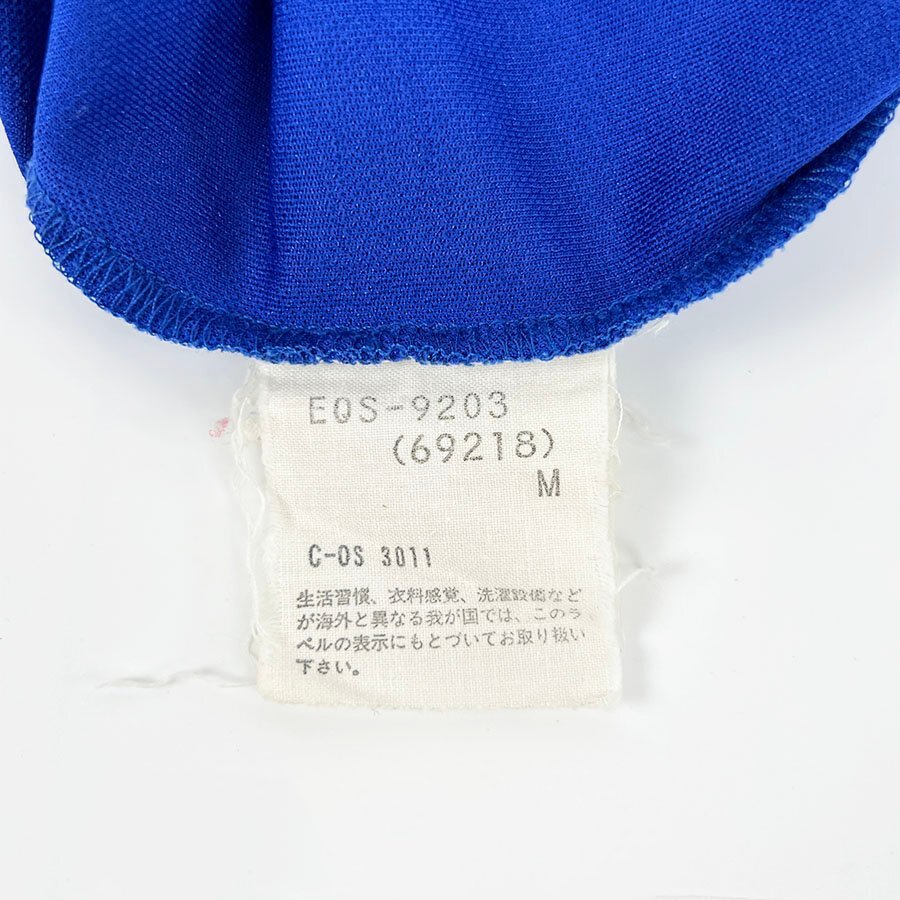 EQS-9203
(69218)
M
C-OS 3011
生活習慣、衣料感覚、洗濯設備など
が海外と異なる我が国では、このラ
ベルの表示にもとづいてお取り扱い
下さい。